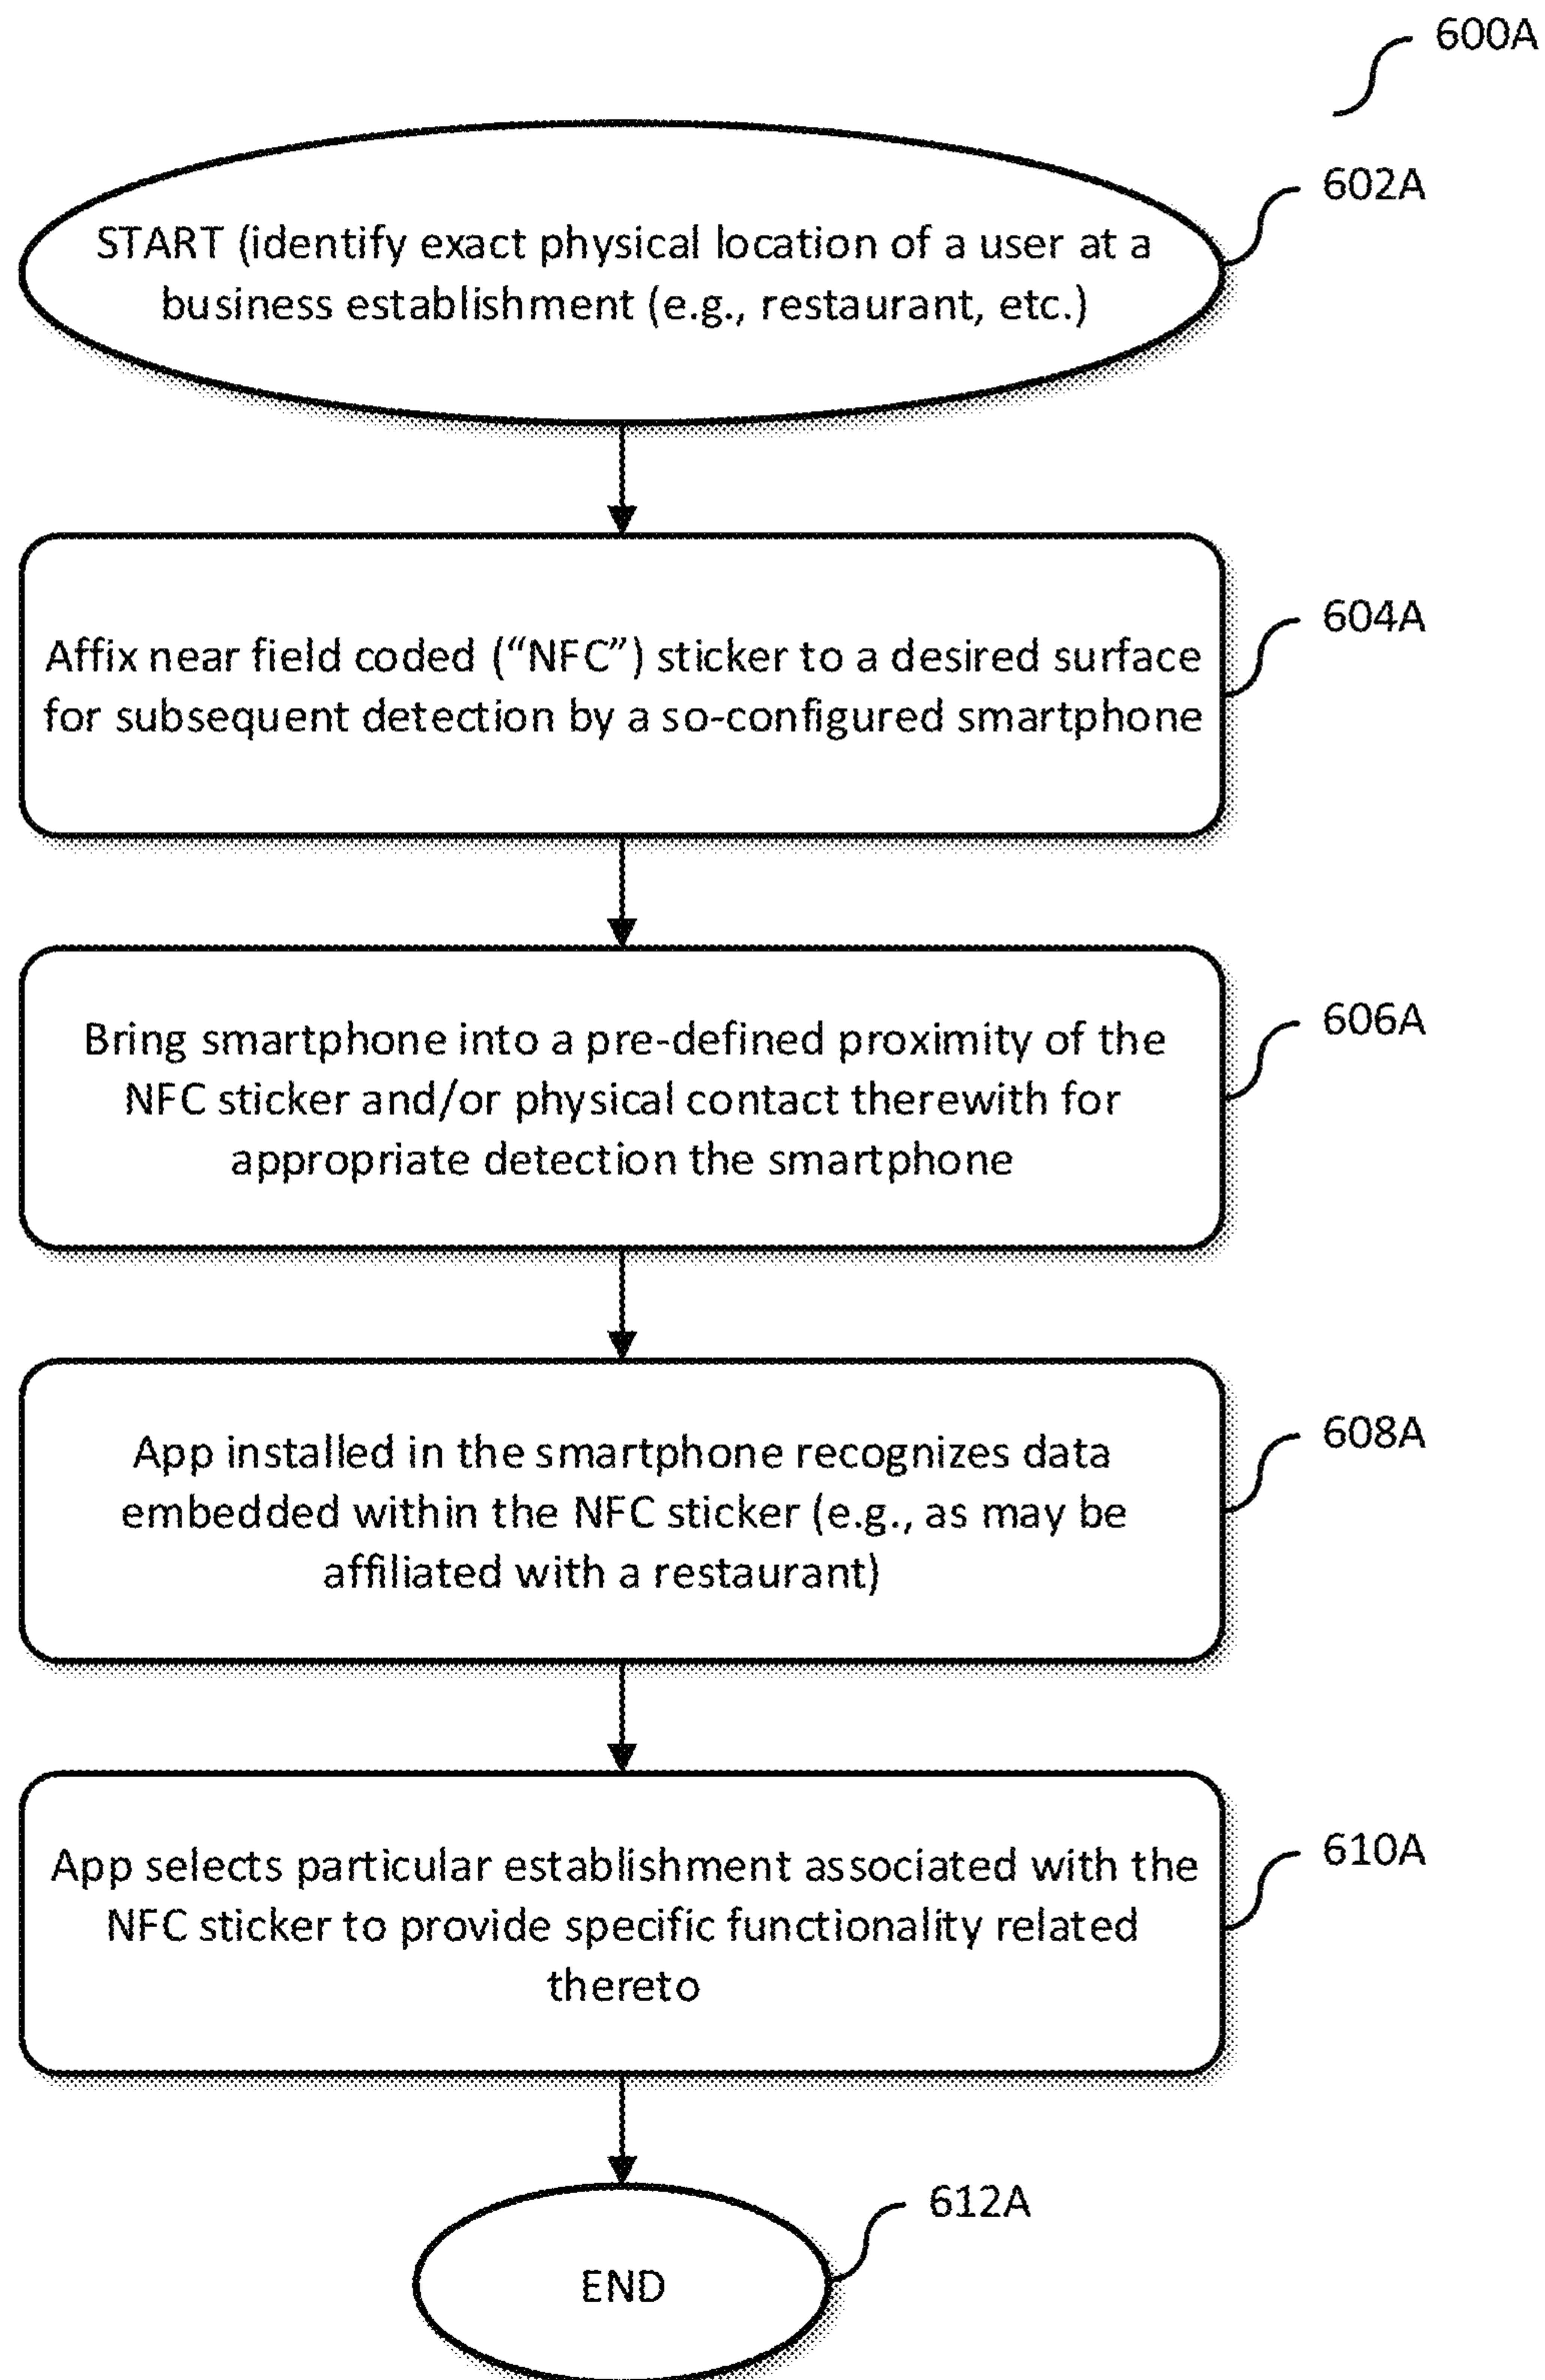 600A
602A
START (identify exact physical location of a user at a
business establishment (e.g., restaurant, etc.)
604A
Affix near field coded (“NFC”) sticker to a desired surface
for subsequent detection by a so-configured smartphone
606A
Bring smartphone into a pre-defined proximity of the
NFC sticker and/or physical contact therewith for
appropriate detection the smartphone
608A
App installed in the smartphone recognizes data
embedded within the NFC sticker (e.g., as may be
affiliated with a restaurant)
610A
App selects particular establishment associated with the
NFC sticker to provide specific functionality related
thereto
612A
END